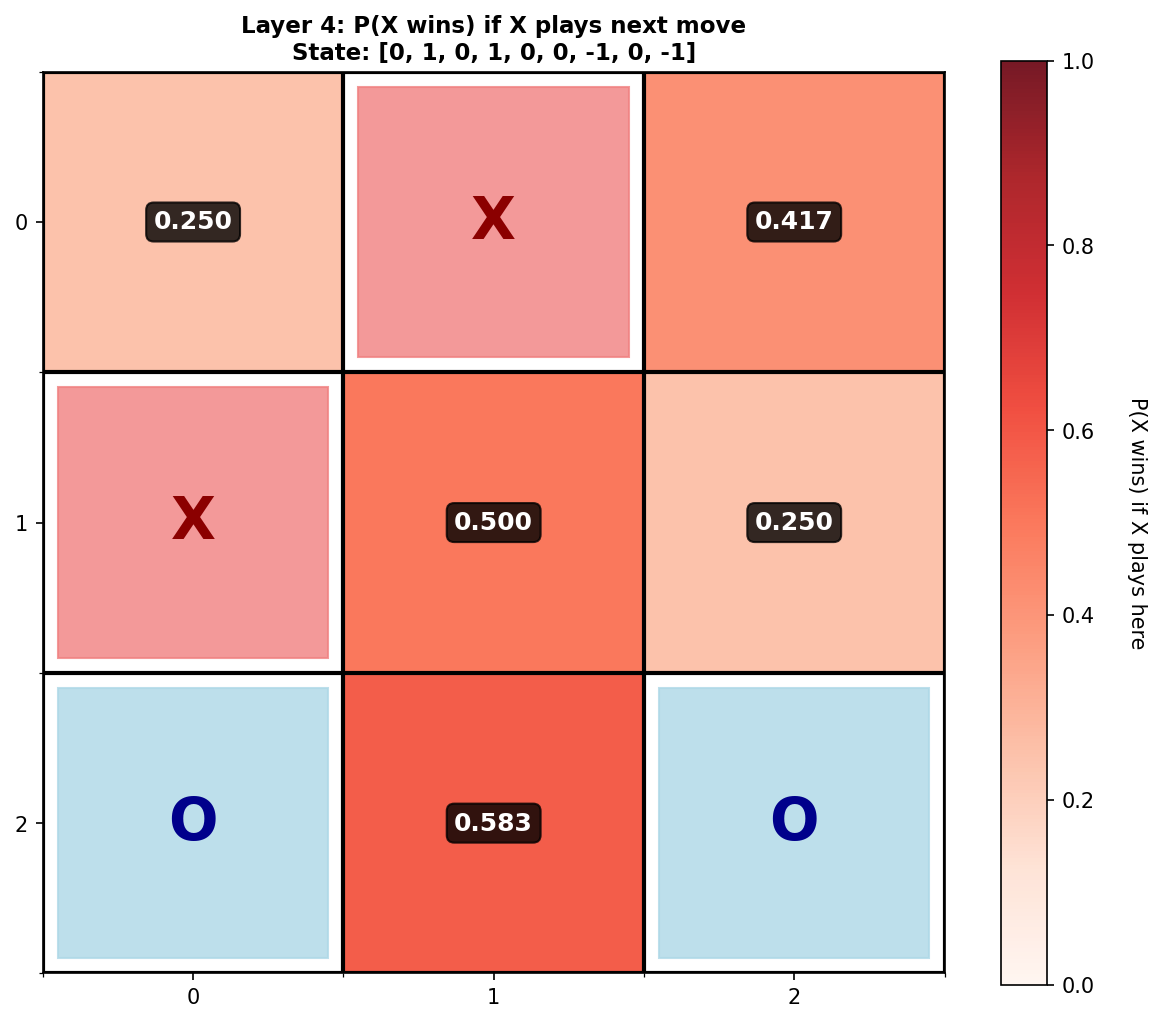 Layer 4: P(X wins) if X plays next move
State: [0, 1, 0, 1, 0, 0, -1, 0, -1]
0
0.250
X
0.417
1
X
0.500
0.250
2
O
0.583
O
0
1
2
1.0
0.8
0.6
0.4
0.2
0.0
P(X wins) if X plays here